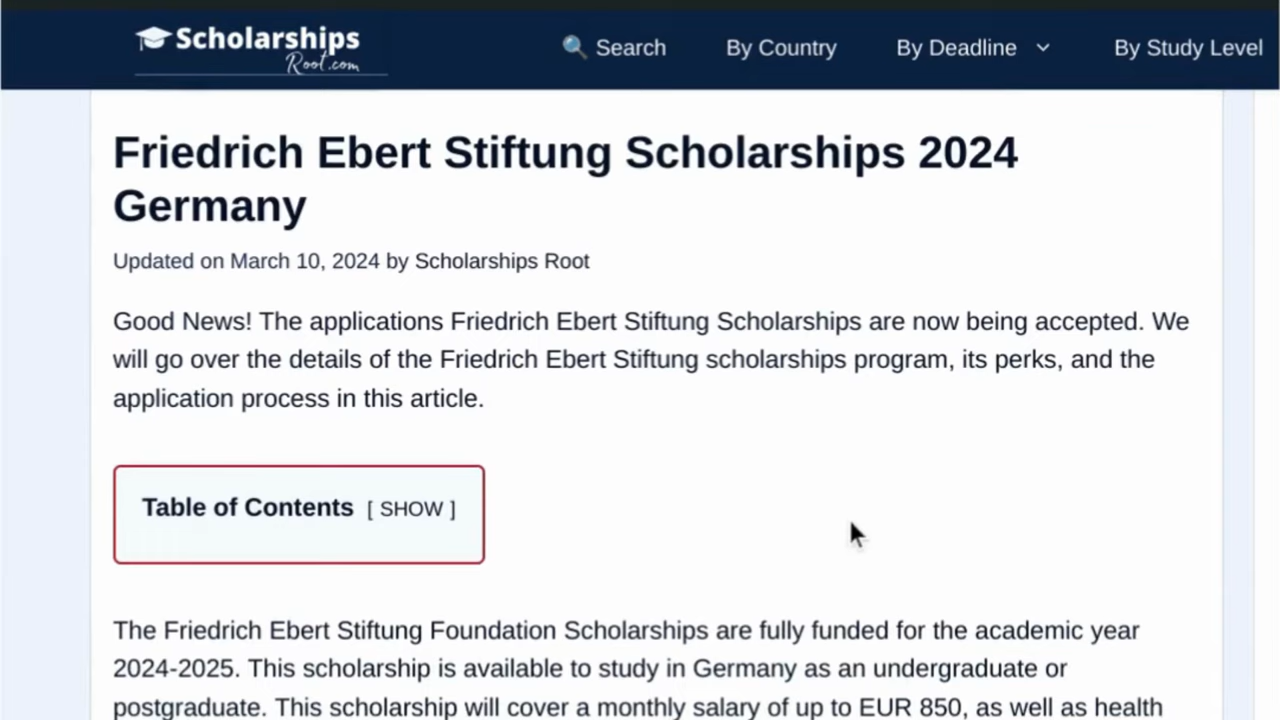 Scholarships
Root.com
Search
By Country
By Deadline
By Study Level
Friedrich Ebert Stiftung Scholarships 2024
Germany
Updated on March 10, 2024 by Scholarships Root
Good News! The applications Friedrich Ebert Stiftung Scholarships are now being accepted. We
will go over the details of the Friedrich Ebert Stiftung scholarships program, its perks, and the
application process in this article.
Table of Contents [ SHOW ]
The Friedrich Ebert Stiftung Foundation Scholarships are fully funded for the academic year
2024-2025. This scholarship is available to study in Germany as an undergraduate or
postgraduate. This scholarship will cover a monthly salary of up to EUR 850, as well as health